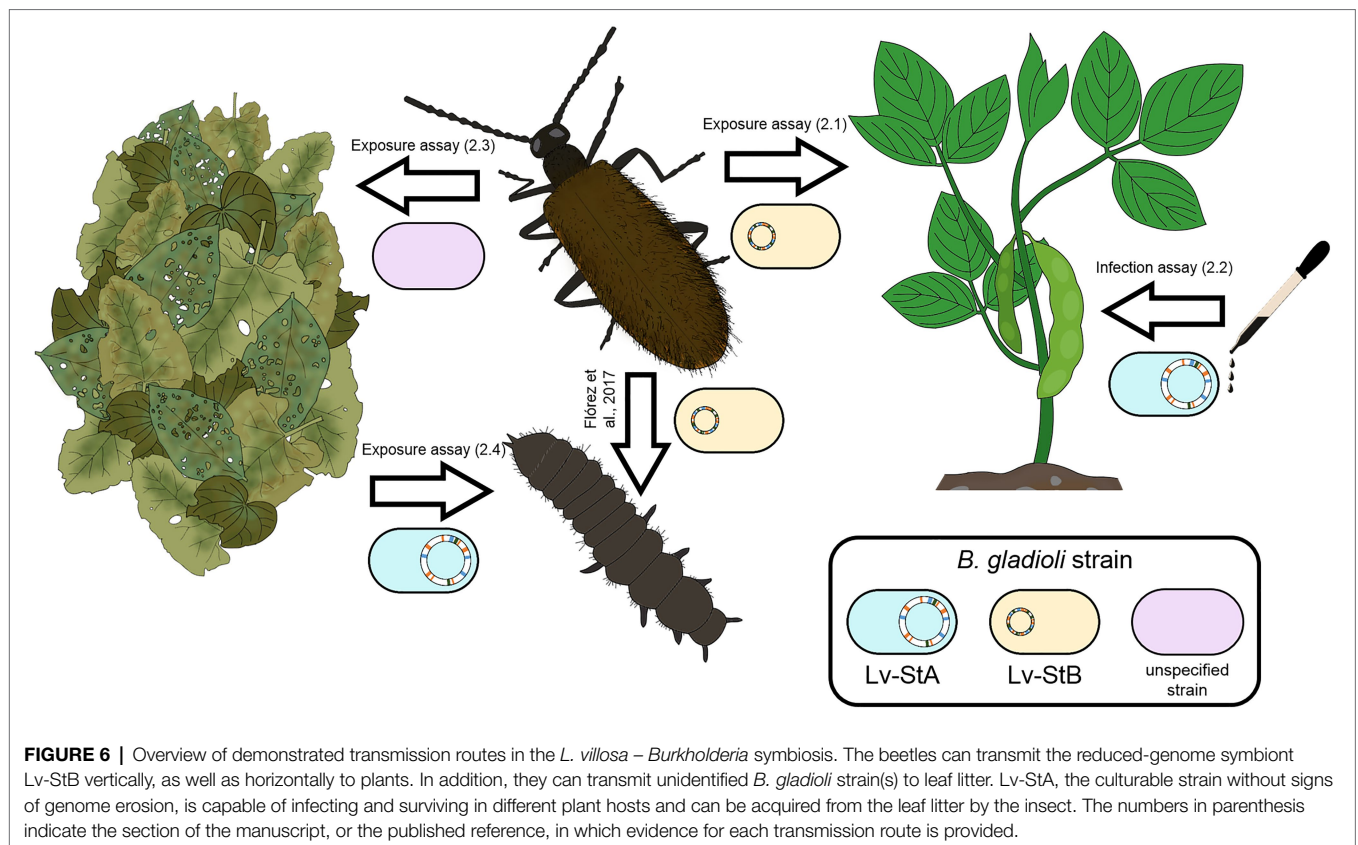 Exposure assay (2.3)
Exposure assay (2.1)
Infection assay (2.2)
Flórez et
al., 2017
Exposure assay (2.4)
B. gladioli strain
Lv-StA
Lv-StB
unspecified
strain
FIGURE 6 | Overview of demonstrated transmission routes in the L. villosa – Burkholderia symbiosis. The beetles can transmit the reduced-genome symbiont
Lv-StB vertically, as well as horizontally to plants. In addition, they can transmit unidentified B. gladioli strain(s) to leaf litter. Lv-StA, the culturable strain without signs
of genome erosion, is capable of infecting and surviving in different plant hosts and can be acquired from the leaf litter by the insect. The numbers in parenthesis
indicate the section of the manuscript, or the published reference, in which evidence for each transmission route is provided.